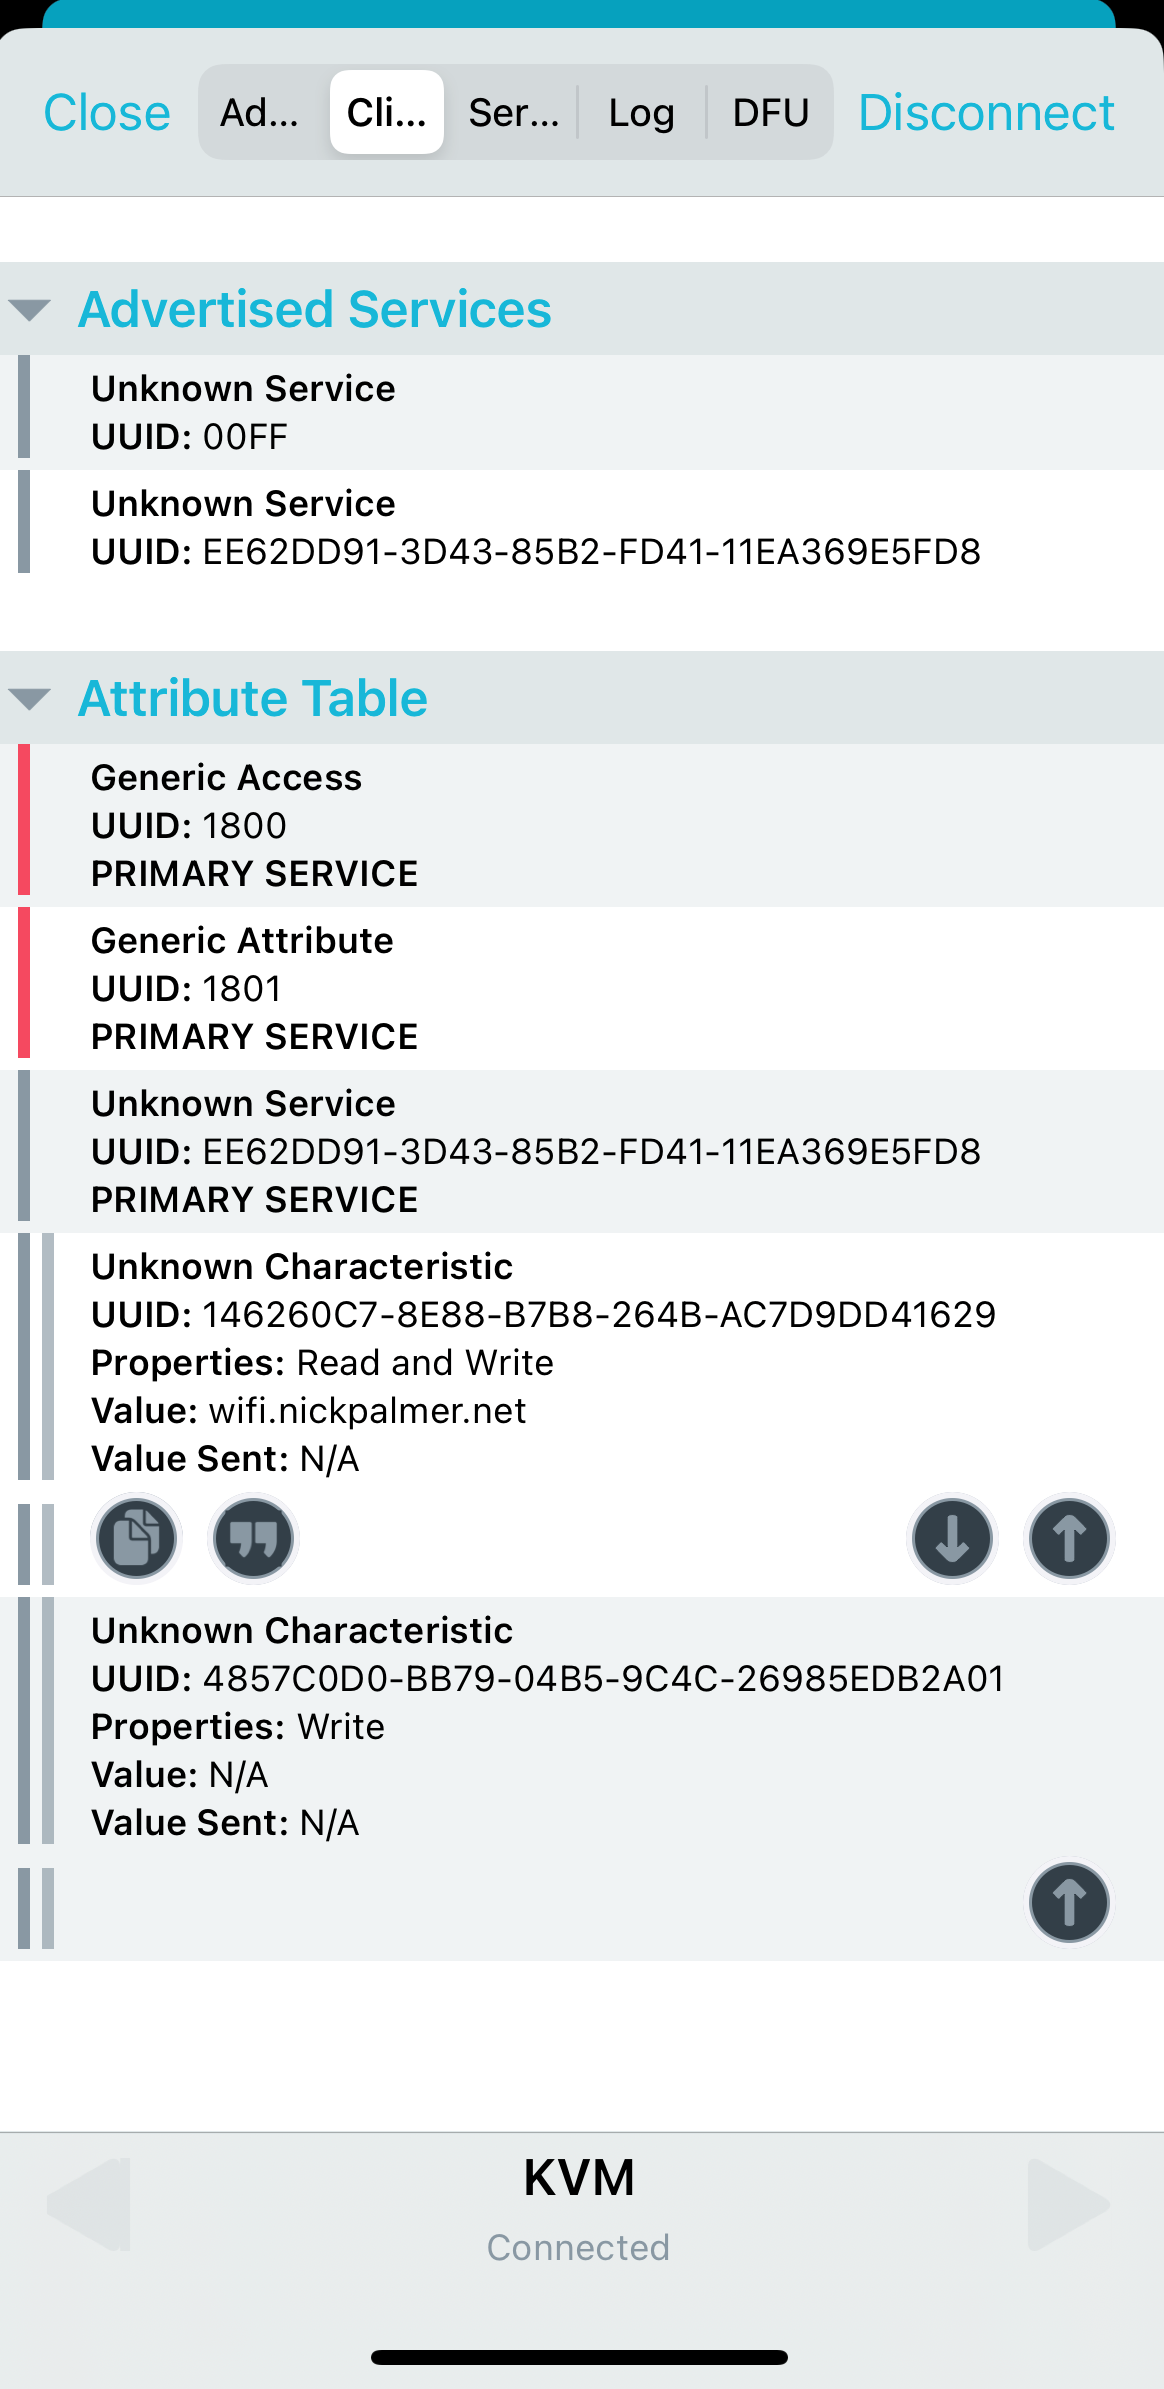 Close Ad... Cli... Ser... Log DFU Disconnect
Advertised Services
Unknown Service
UUID: 00FF
Unknown Service
UUID: EE62DD91-3D43-85B2-FD41-11EA369E5FD8
Attribute Table
Generic Access
UUID: 1800
PRIMARY SERVICE
Generic Attribute
UUID: 1801
PRIMARY SERVICE
Unknown Service
UUID: EE62DD91-3D43-85B2-FD41-11EA369E5FD8
PRIMARY SERVICE
Unknown Characteristic
UUID: 146260C7-8E88-B7B8-264B-AC7D9DD41629
Properties: Read and Write
Value: wifi.nickpalmer.net
Value Sent: N/A
Unknown Characteristic
UUID: 4857C0D0-BB79-04B5-9C4C-26985EDB2A01
Properties: Write
Value: N/A
Value Sent: N/A
KVM
Connected